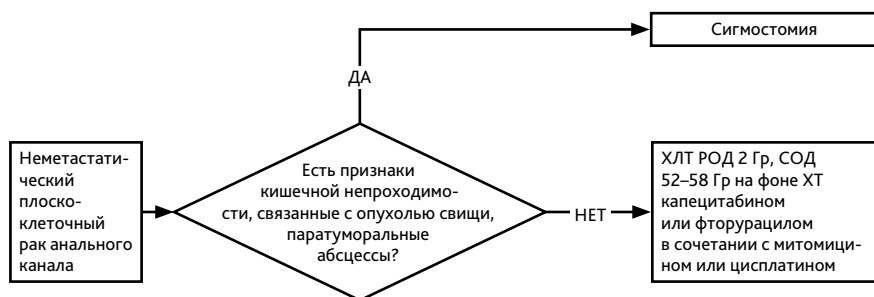 Сигмостомия
ДА
Неметастати-
ческий
плоско-
клеточный
рак анального
канала
Есть признаки
кишечной непроходимо-
сти, связанные с опухолью свищи,
паратуморальные
абсцессы?
НЕТ
ХЛТ РОД 2 Гр, СОД
52–58 Гр на фоне ХТ
капецитабином
или фторурацилом
в сочетании с митомици-
ном или цисплатином